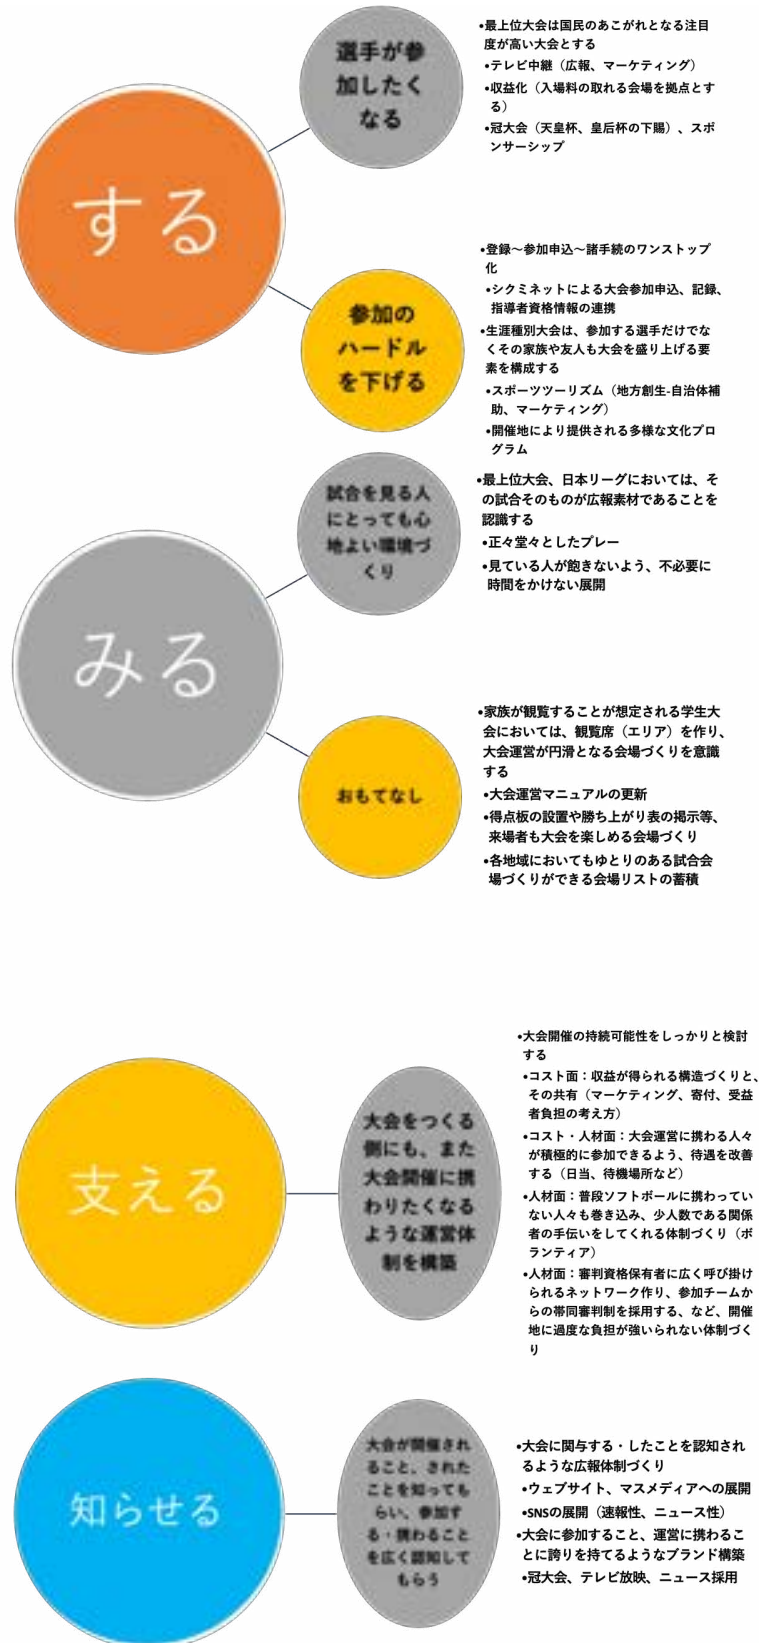 する
選手が参
加したく
なる
•最上位大会は国民のあこがれとなる注目
度が高い大会とする
•テレビ中継（広報、マーケティング）
•収益化（入場料の取れる会場を拠点とす
る）
•冠大会（天皇杯、皇后杯の下賜）、スポ
ンサーシップ
参加の
ハードル
を下げる
•登録～参加申込～諸手続のワンストップ
化
•シクミネットによる大会参加申込、記録、
指導者資格情報の連携
•生涯種別大会は、参加する選手だけでな
くその家族や友人も大会を盛り上げる要
素を構成する
•スポーツツーリズム（地方創生-自治体補
助、マーケティング）
•開催地により提供される多様な文化プロ
グラム
みる
試合を見る人
にとっても心
地よい環境づ
くり
•最上位大会、日本リーグにおいては、そ
の試合そのものが広報素材であることを
認識する
•正々堂々としたプレー
•見ている人が飽きないよう、不必要に
時間をかけない展開
おもてなし
•家族が観覧することが想定される学生大
会においては、観覧席（エリア）を作り、
大会運営が円滑となる会場づくりを意識
する
•大会運営マニュアルの更新
•得点板の設置や勝ち上がり表の掲示等、
来場者も大会を楽しめる会場づくり
•各地域においてもゆとりのある試合会
場づくりができる会場リストの蓄積
支える
大会をつくる
側にも、また
大会開催に携
わりたくなる
ような運営体
制を構築
•大会開催の持続可能性をしっかりと検討
する
•コスト面：収益が得られる構造づくりと、
その共有（マーケティング、寄付、受益
者負担の考え方）
•コスト・人材面：大会運営に携わる人々
が積極的に参加できるよう、待遇を改善
する（日当、待機場所など）
•人材面：普段ソフトボールに携わってい
ない人々も巻き込み、少人数である関係
者の手伝いをしてくれる体制づくり（ボ
ランティア）
•人材面：審判資格保有者に広く呼び掛け
られるネットワーク作り、参加チームか
らの帯同審判制を採用する、など、開催
地に過度な負担が強いられない体制づく
り
知らせる
大会が開催され
ること、された
ことを知っても
らい、参加す
る・携わること
を広く認知して
もらう
•大会に関与する・したことを認知され
るような広報体制づくり
•ウェブサイト、マスメディアへの展開
•SNSの展開（速報性、ニュース性）
•大会に参加すること、運営に携わるこ
とに誇りを持てるようなブランド構築
•冠大会、テレビ放映、ニュース採用